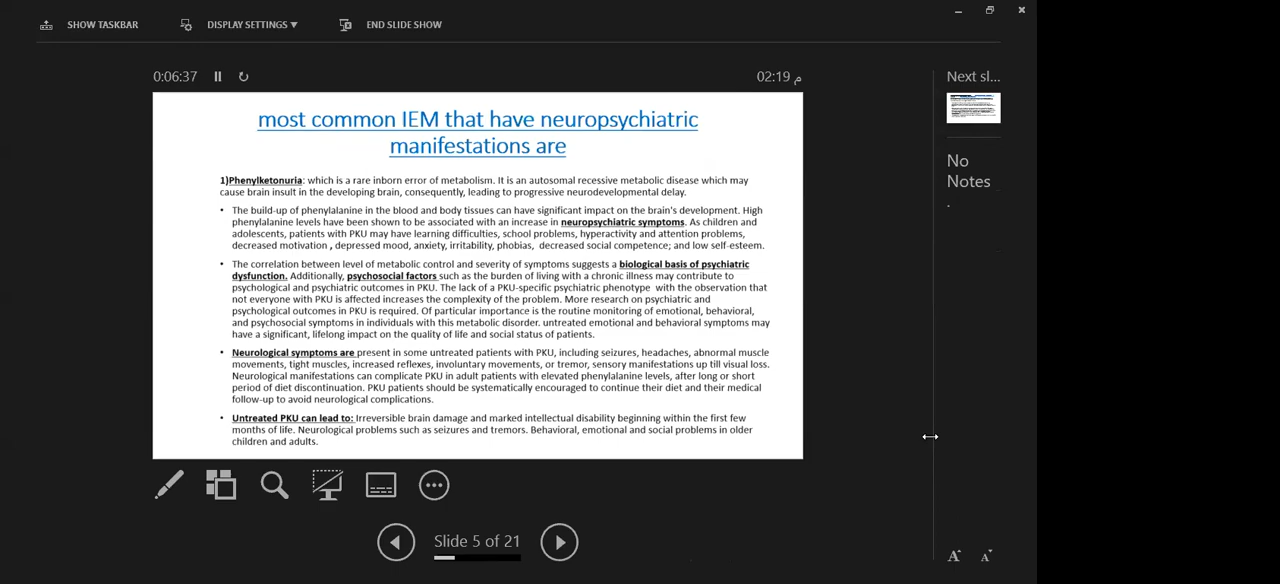 SHOW TASKBAR
DISPLAY SETTINGS ▼
END SLIDE SHOW
0:06:37
02:19 م
Next sl...
most common IEM that have neuropsychiatric
manifestations are
1)Phenylketonuria: which is a rare inborn error of metabolism. It is an autosomal recessive metabolic disease which may
cause brain insult in the developing brain, consequently, leading to progressive neurodevelopmental delay.
• The build-up of phenylalanine in the blood and body tissues can have significant impact on the brain's development. High
phenylalanine levels have been shown to be associated with an increase in neuropsychiatric symptoms. As children and
adolescents, patients with PKU may have learning difficulties, school problems, hyperactivity and attention problems,
decreased motivation , depressed mood, anxiety, irritability, phobias, decreased social competence; and low self-esteem.
• The correlation between level of metabolic control and severity of symptoms suggests a biological basis of psychiatric
dysfunction. Additionally, psychosocial factors such as the burden of living with a chronic illness may contribute to
psychological and psychiatric outcomes in PKU. The lack of a PKU-specific psychiatric phenotype with the observation that
not everyone with PKU is affected increases the complexity of the problem. More research on psychiatric and
psychological outcomes in PKU is required. Of particular importance is the routine monitoring of emotional, behavioral,
and psychosocial symptoms in individuals with this metabolic disorder. untreated emotional and behavioral symptoms may
have a significant, lifelong impact on the quality of life and social status of patients.
• Neurological symptoms are present in some untreated patients with PKU, including seizures, headaches, abnormal muscle
movements, tight muscles, increased reflexes, involuntary movements, or tremor, sensory manifestations up till visual loss.
Neurological manifestations can complicate PKU in adult patients with elevated phenylalanine levels, after long or short
period of diet discontinuation. PKU patients should be systematically encouraged to continue their diet and their medical
follow-up to avoid neurological complications.
• Untreated PKU can lead to: Irreversible brain damage and marked intellectual disability beginning within the first few
months of life. Neurological problems such as seizures and tremors. Behavioral, emotional and social problems in older
children and adults.
No
Notes
.
Slide 5 of 21
A A